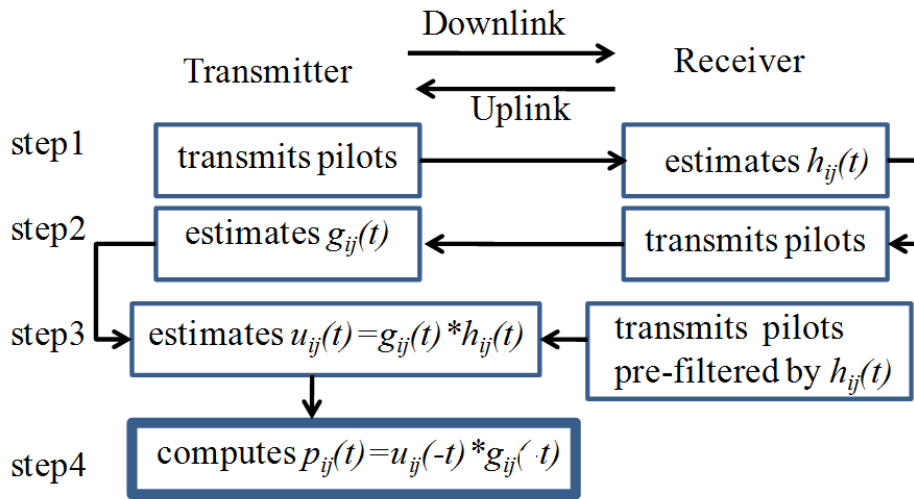 Downlink
Transmitter
Receiver
Uplink
step1
transmits pilots
estimates hij(t)
step2
estimates gij(t)
transmits pilots
step3
estimates uij(t)=gij(t)*hij(t)
transmits pilots
pre-filtered by hij(t)
step4
computes pij(t)=uij(-t)*gij(-t)